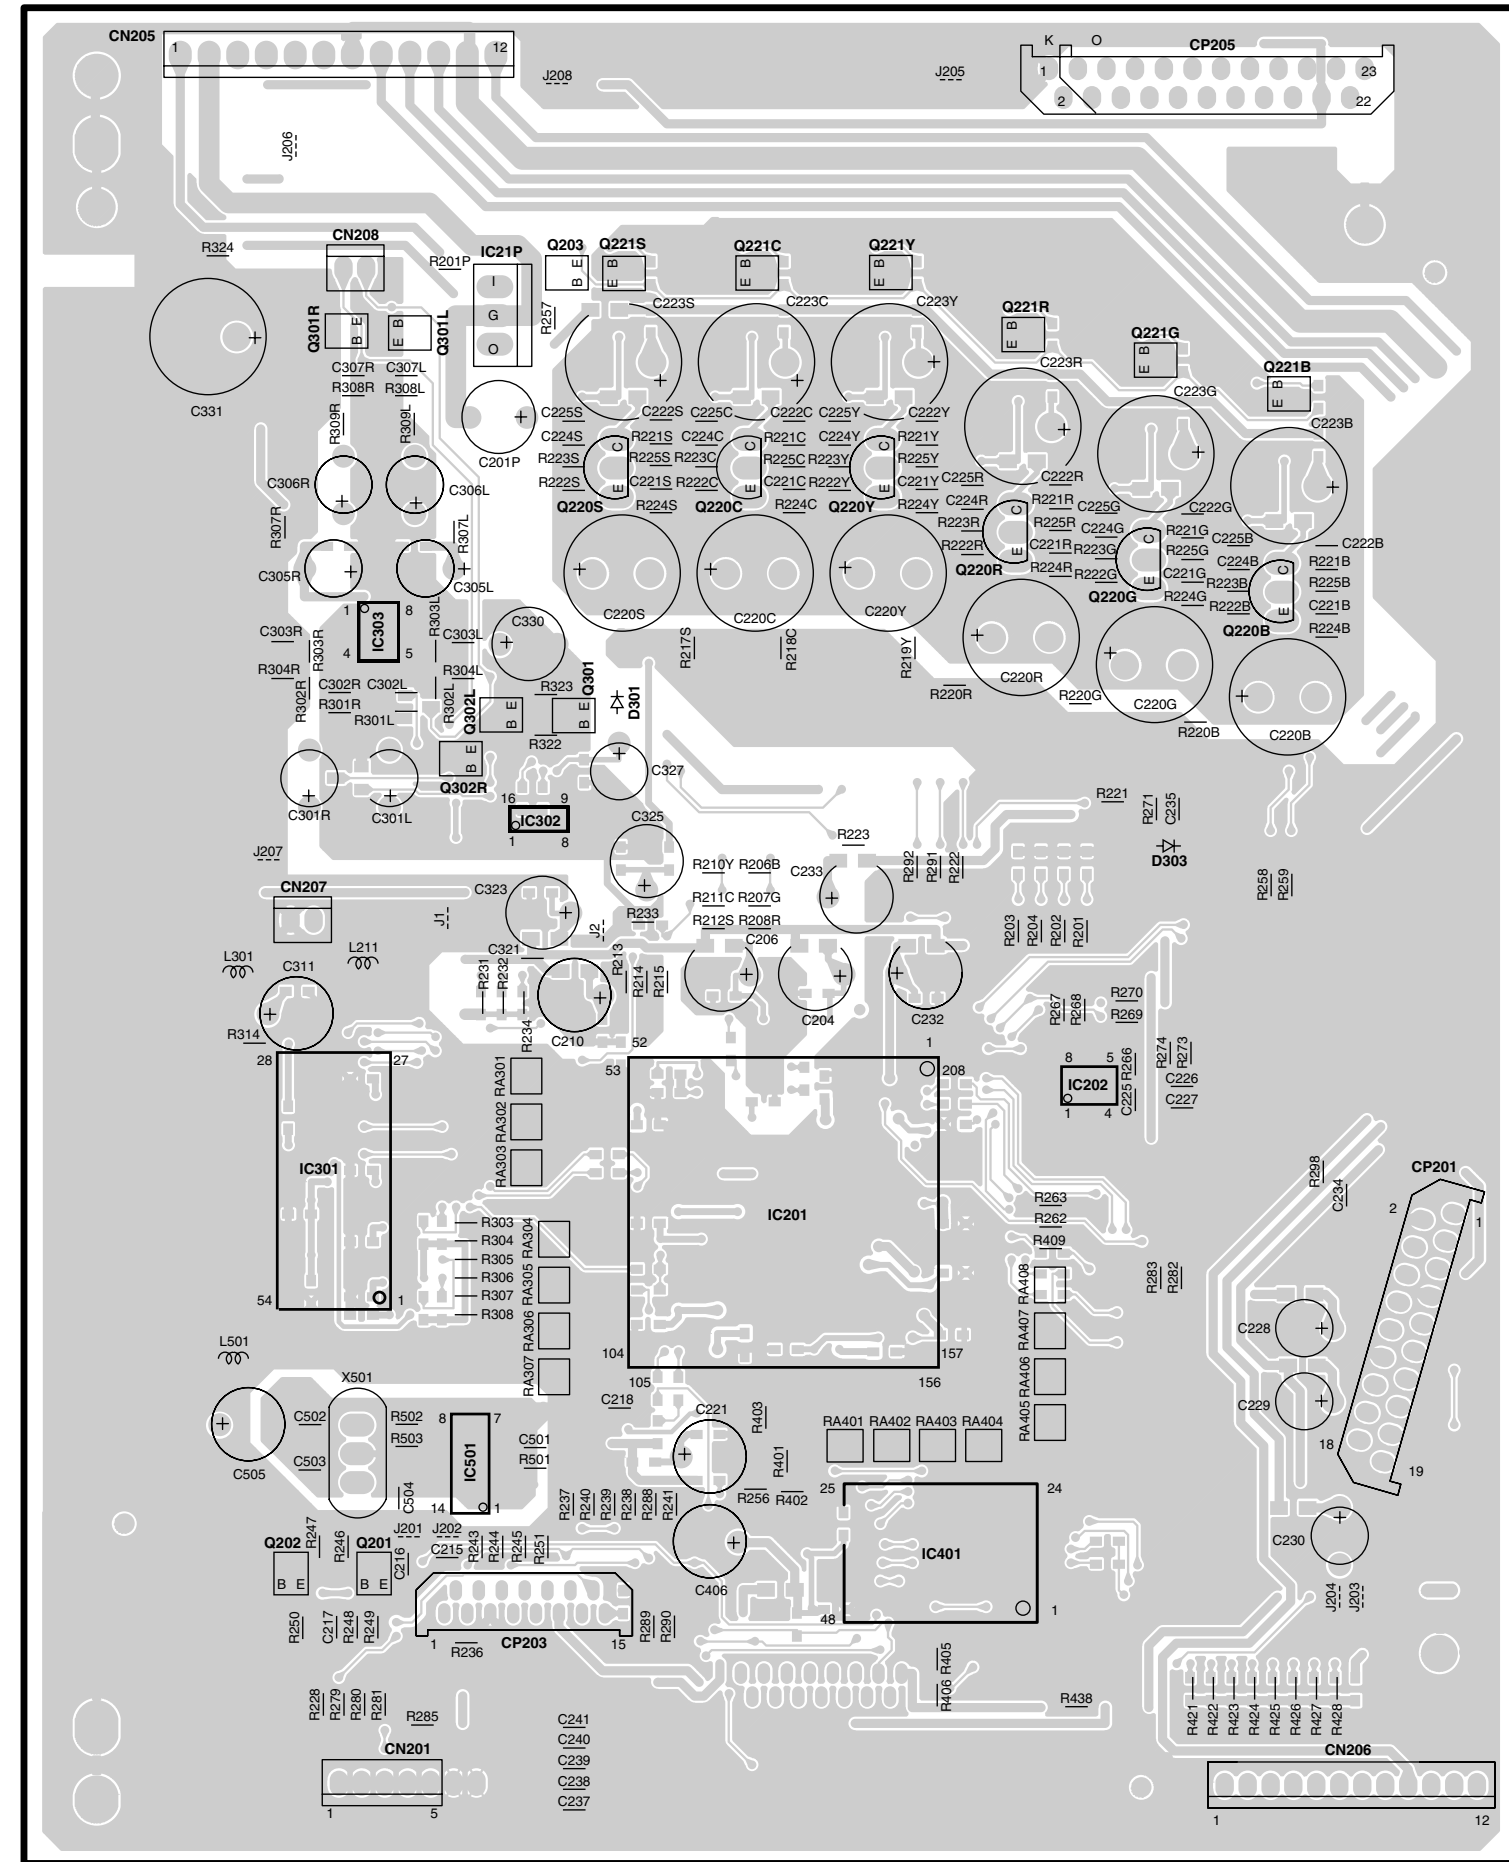 CN205 1 12
J208
J205
K O CP205
1 23
2 22
J206
R324
CN208
R201P
IC21P
I
G
O
Q203
B E
Q221S
E B
Q221C
E B
Q221Y
E B
R257
C223S
C223C
C223Y
Q221R
E B
Q221G
E B
Q221B
E B
C223R
C223G
C223B
Q301R
B E
Q301L
E B
C307R C307L
R308R R308L
R309R R309L
C331
C201P
C306R C306L
R307R R307L
C305R C305L
C225S C222S C225C C222C C225Y C222Y
C224S R221S C224C R221C C224Y R221Y
R223S R225S R223C R225C R223Y R225Y
R222S C221S R222C C221C R222Y C221Y
Q220S R224S Q220C R224C Q220Y R224Y
C E
C E
C E
C225R C222R
C224R R221R
R223R R225R
R222R C221R
Q220R R224R
C E
C225G C222G
C224G R221G
R223G R225G
R222G C221G
Q220G R224G
C E
C225B C222B
C224B R221B
R223B R225B
R222B C221B
Q220B R224B
C E
C220S C220C C220Y
C220R C220G C220B
R217S R218C R219Y
R220R R220G R220B
1 8
IC303
4 5
C303R R303R R303L C303L
C330
R304R R304L
R302R C302R C302L R302L
R301R R301L
Q302L
B E
R323
R322
Q301
B E
D301
Q302R
B E
C301R C301L
C327
16 9
IC302
1 8
C325
J207
CN207
C323
J1
J2
C321
R233
R210Y R206B
R211C R207G
R212S R208R
C206
C233
R223
R292 R291 R222
R221
R271 C235
D303
R258 R259
R203 R204 R202 R201
L301
L211
C311
R314
R231 R232
R234
C210
R213 R214 R215
C204
C232
R267 R268
R270
R269
8 5
IC202
1 4
R266
C225
R274 R273
C226
C227
28 27
IC301
54 1
RA301
RA302
RA303
RA304
RA305
RA306
RA307
R303
R304
R305
R306
R307
R308
52 1
53 208
IC201
104 157
105 156
R263
R262
R409
RA408
RA407
RA406
RA405
R283 R282
R298
C234
CP201
2 1
18 19
C228
C229
C230
J204 J203
L501
C505
X501
C502 R502
R503
C503
C504
8 7
IC501
14 1
C501
R501
C218
C221
R403
R401
R256 R402
RA401 RA402 RA403 RA404
25 24
IC401
48 1
R237 R240 R239 R238 R288 R241
C406
Q202
B E
R247 R246
Q201
B E
C216
J201 J202
C215
R243 R244 R245 R251
R250 C217 R248 R249
1 CP203 15
R236
R289 R290
R405
R406
R438
R228 R279 R280 R281
R285
CN201
1 5
C241
C240
C239
C238
C237
R421 R422 R423 R424 R425 R426 R427 R428
CN206
1 12